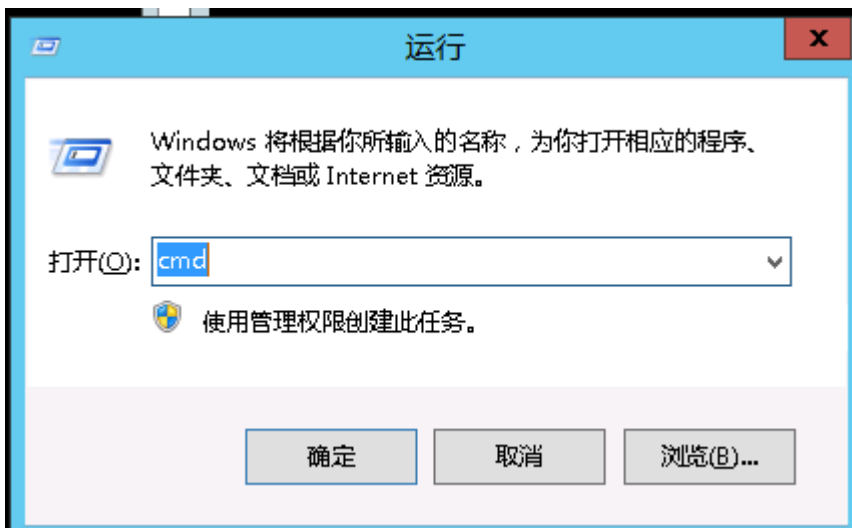 运行
x
Windows 将根据你所输入的名称，为你打开相应的程序、
文件夹、文档或 Internet 资源。
打开(O): cmd
使用管理权限创建此任务。
确定 取消 浏览(B)...